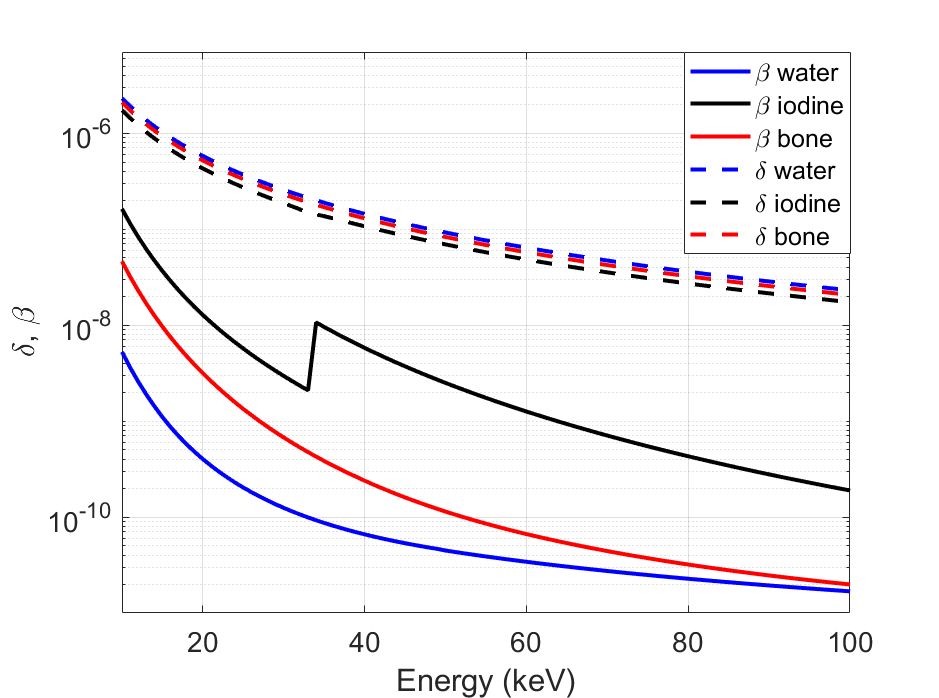 β water
β iodine
β bone
δ water
δ iodine
δ bone
10^-6
10^-8
10^-10
δ, β
20 40 60 80 100
Energy (keV)